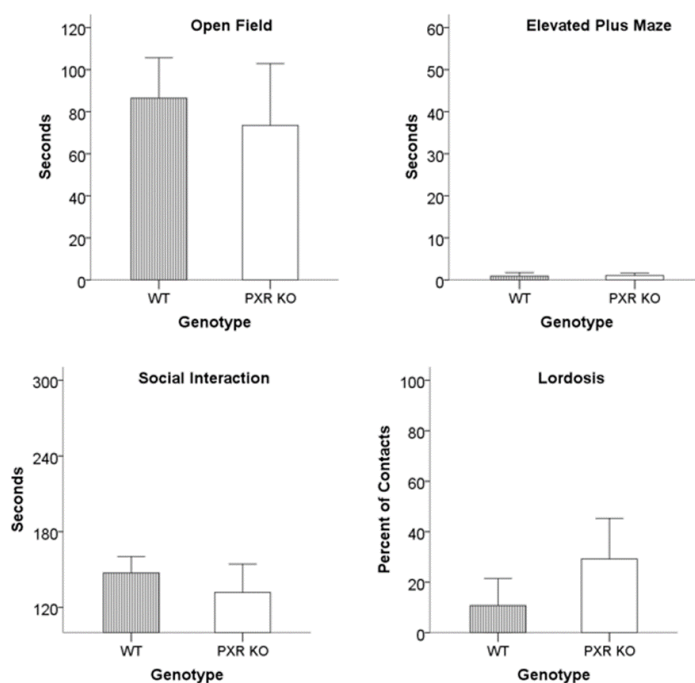 Open Field
120
100
80
60
40
20
0
Seconds
WT
PXR KO
Genotype
Elevated Plus Maze
60
50
40
30
20
10
0
Seconds
WT
PXR KO
Genotype
Social Interaction
300
240
180
120
Seconds
WT
PXR KO
Genotype
Lordosis
100
80
60
40
20
0
Percent of Contacts
WT
PXR KO
Genotype